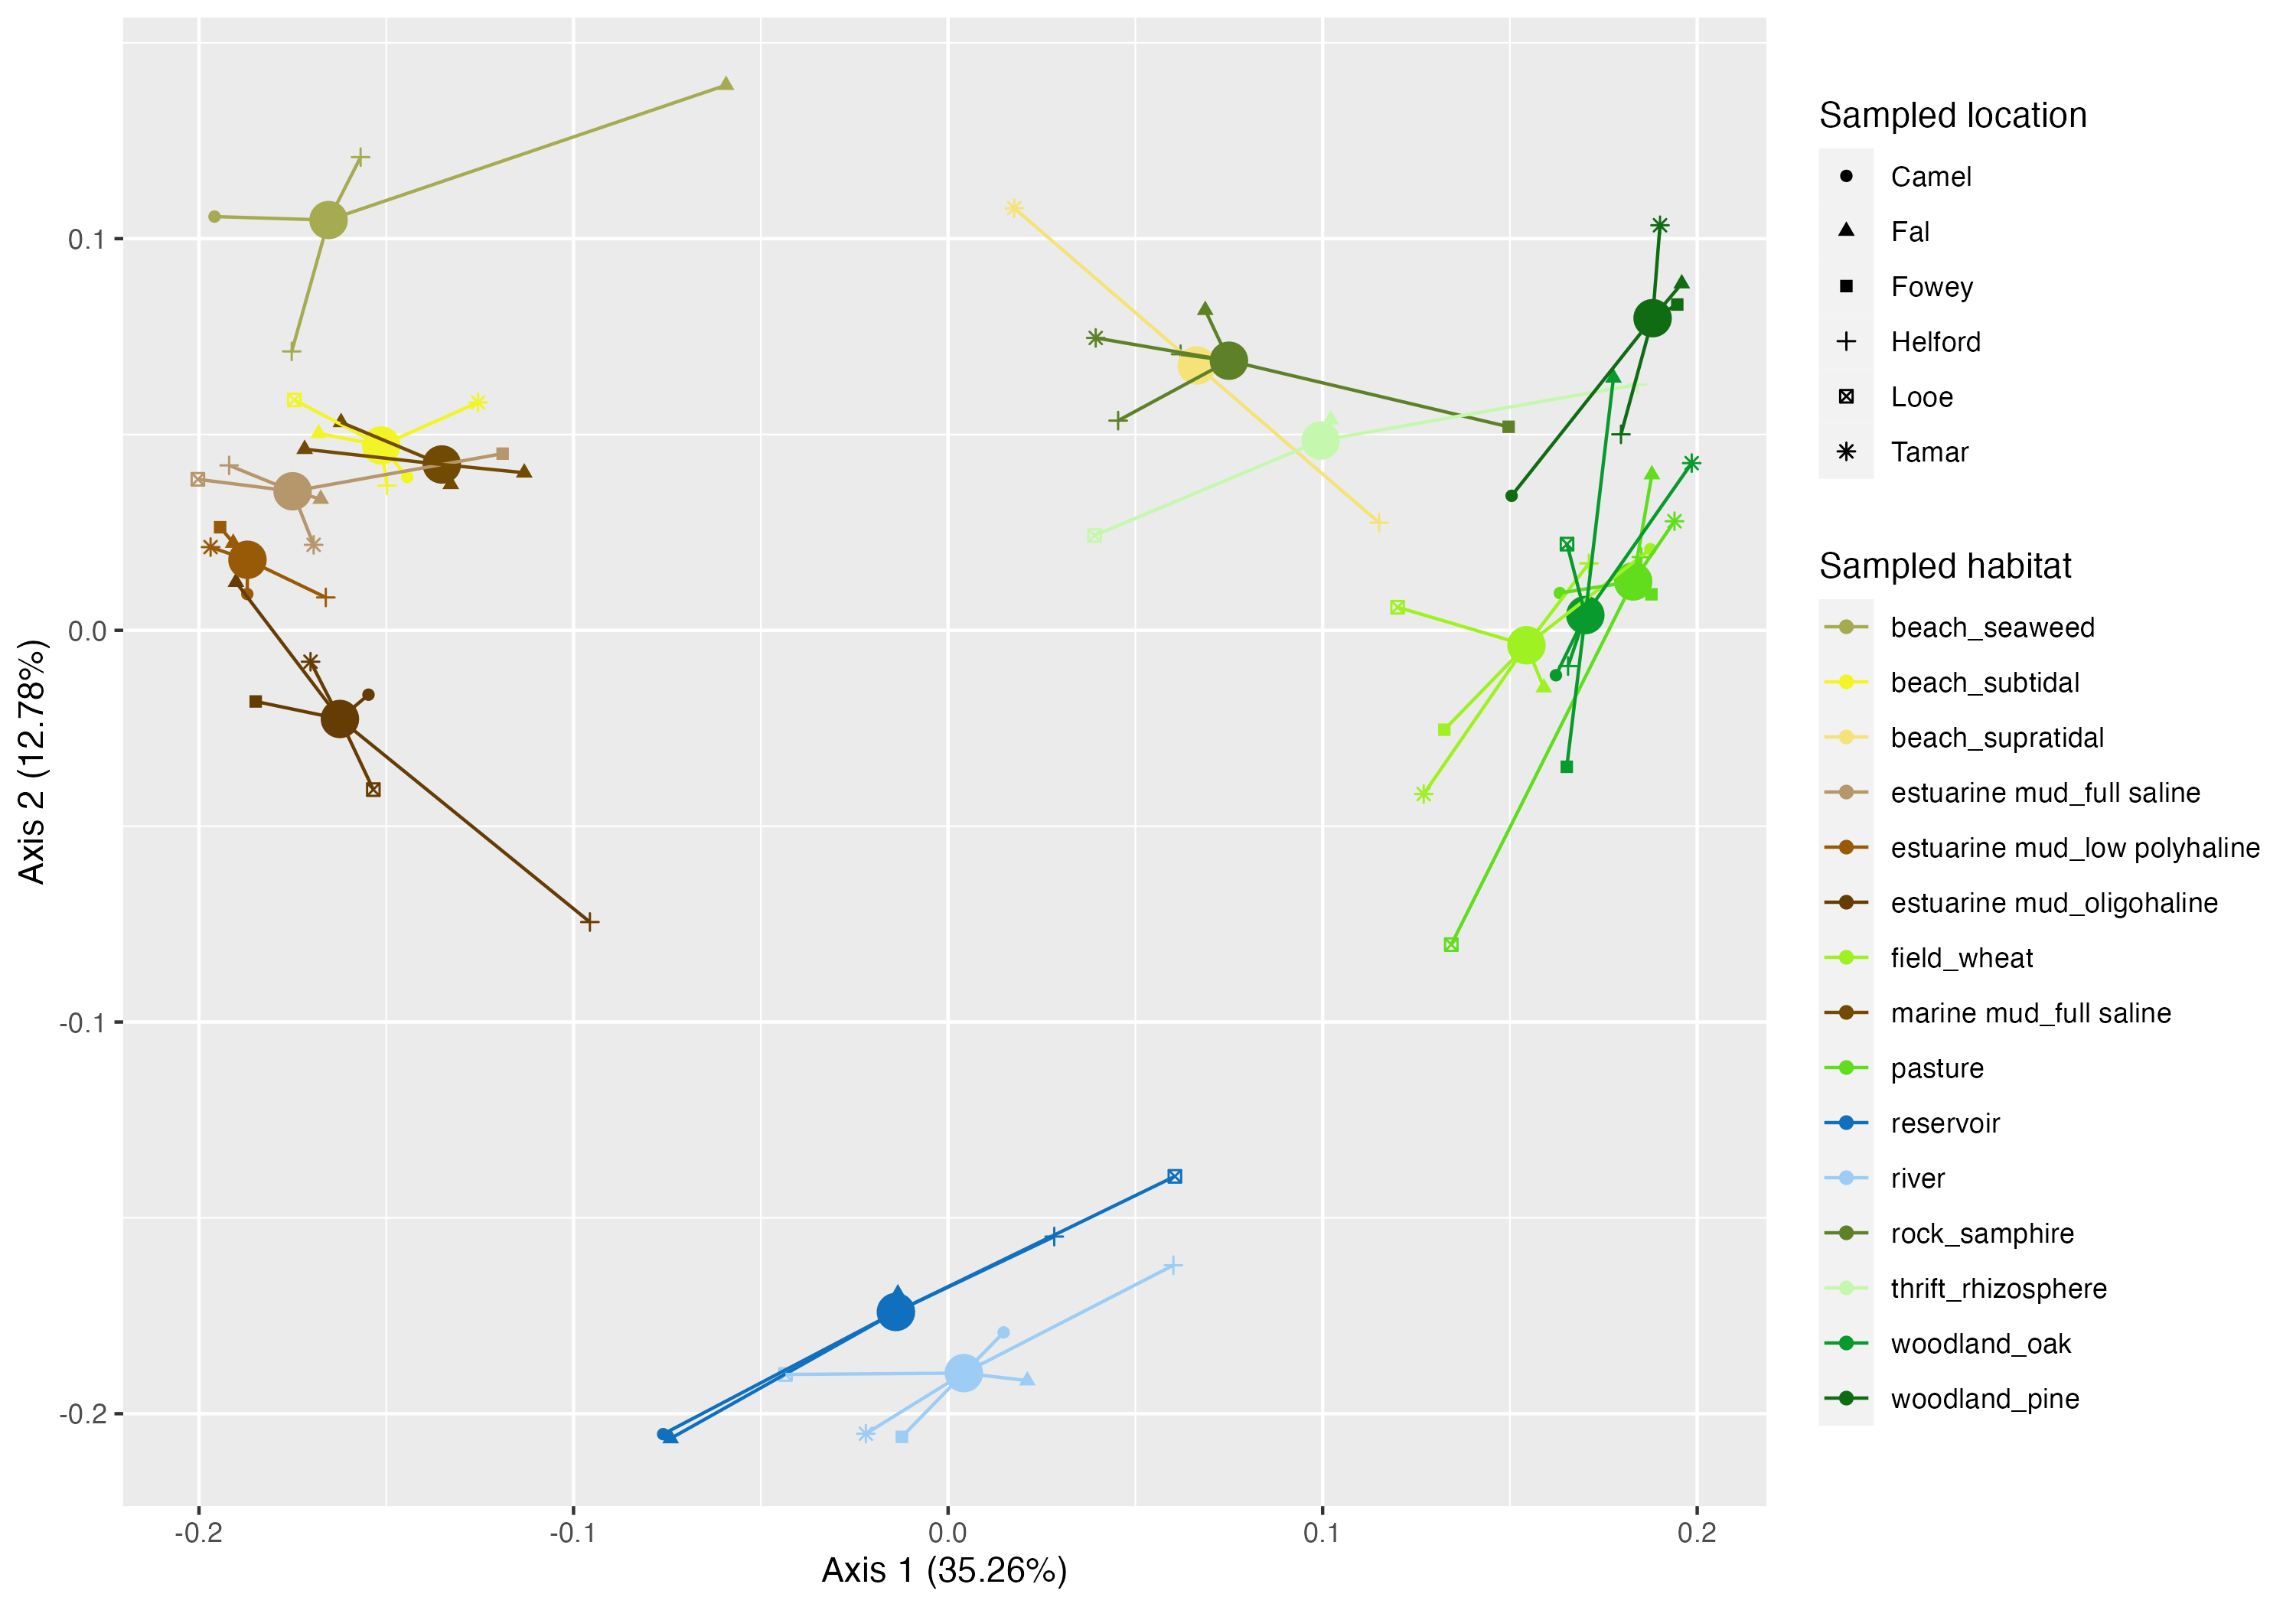 0.1
0.0
-0.1
-0.2
Axis 2 (12.78%)
-0.2
-0.1
0.0
0.1
0.2
Axis 1 (35.26%)
Sampled location
Camel
Fal
Fowey
Helford
Looe
Tamar
Sampled habitat
beach_seaweed
beach_subtidal
beach_supratidal
estuarine mud_full saline
estuarine mud_low polyhaline
estuarine mud_oligohaline
field_wheat
marine mud_full saline
pasture
reservoir
river
rock_samphire
thrift_rhizosphere
woodland_oak
woodland_pine